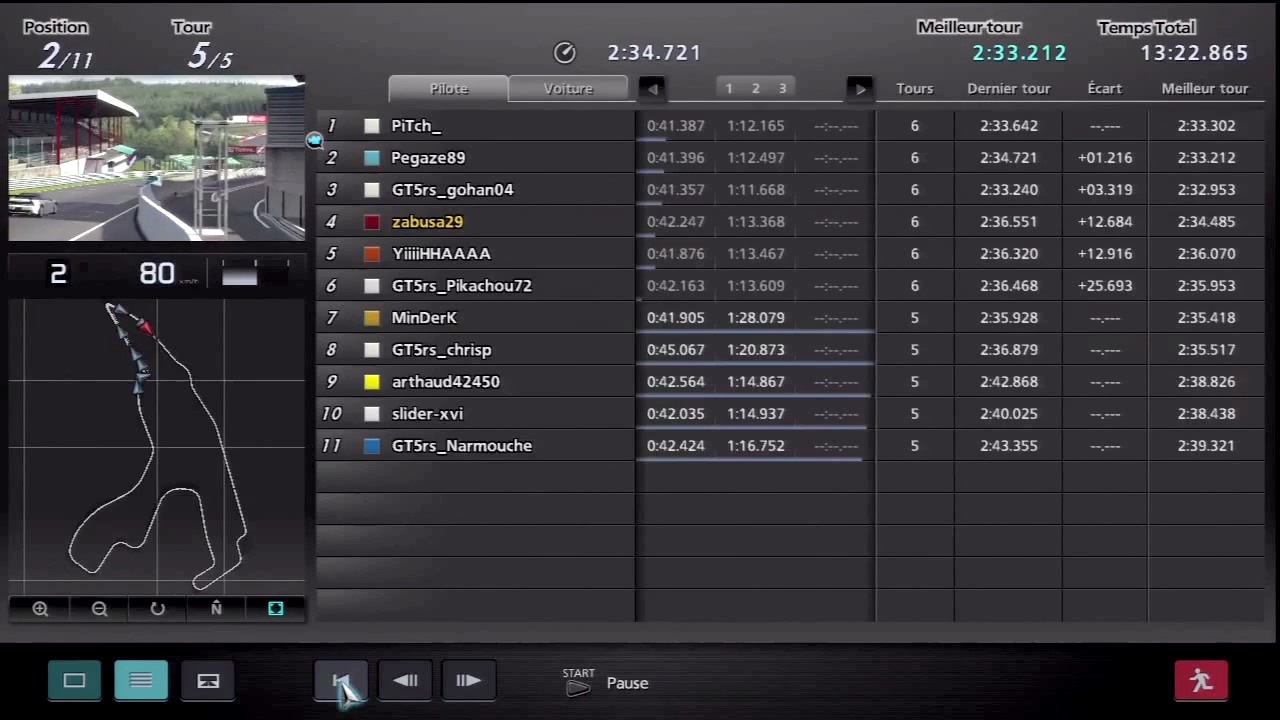 Position Tour Meilleur tour Temps Total
2/11 5/5 2:34.721 2:33.212 13:22.865
Pilote Voiture 1 2 3 Tours Dernier tour Écart Meilleur tour
1 PiTch_ 0:41.387 1:12.165 --:--.--- 6 2:33.642 --.--- 2:33.302
2 Pegaze89 0:41.396 1:12.497 --:--.--- 6 2:34.721 +01.216 2:33.212
3 GT5rs_gohan04 0:41.357 1:11.668 --:--.--- 6 2:33.240 +03.319 2:32.953
4 zabusa29 0:42.247 1:13.368 --:--.--- 6 2:36.551 +12.684 2:34.485
5 YiiiiHHAAAA 0:41.876 1:13.467 --:--.--- 6 2:36.320 +12.916 2:36.070
6 GT5rs_Pikachou72 0:42.163 1:13.609 --:--.--- 6 2:36.468 +25.693 2:35.953
7 MinDerK 0:41.905 1:28.079 --:--.--- 5 2:35.928 --.--- 2:35.418
8 GT5rs_chrisp 0:45.067 1:20.873 --:--.--- 5 2:36.879 --.--- 2:35.517
9 arthaud42450 0:42.564 1:14.867 --:--.--- 5 2:42.868 --.--- 2:38.826
10 slider-xvi 0:42.035 1:14.937 --:--.--- 5 2:40.025 --.--- 2:38.438
11 GT5rs_Narmouche 0:42.424 1:16.752 --:--.--- 5 2:43.355 --.--- 2:39.321
2 80 km/h
N
START
Pause